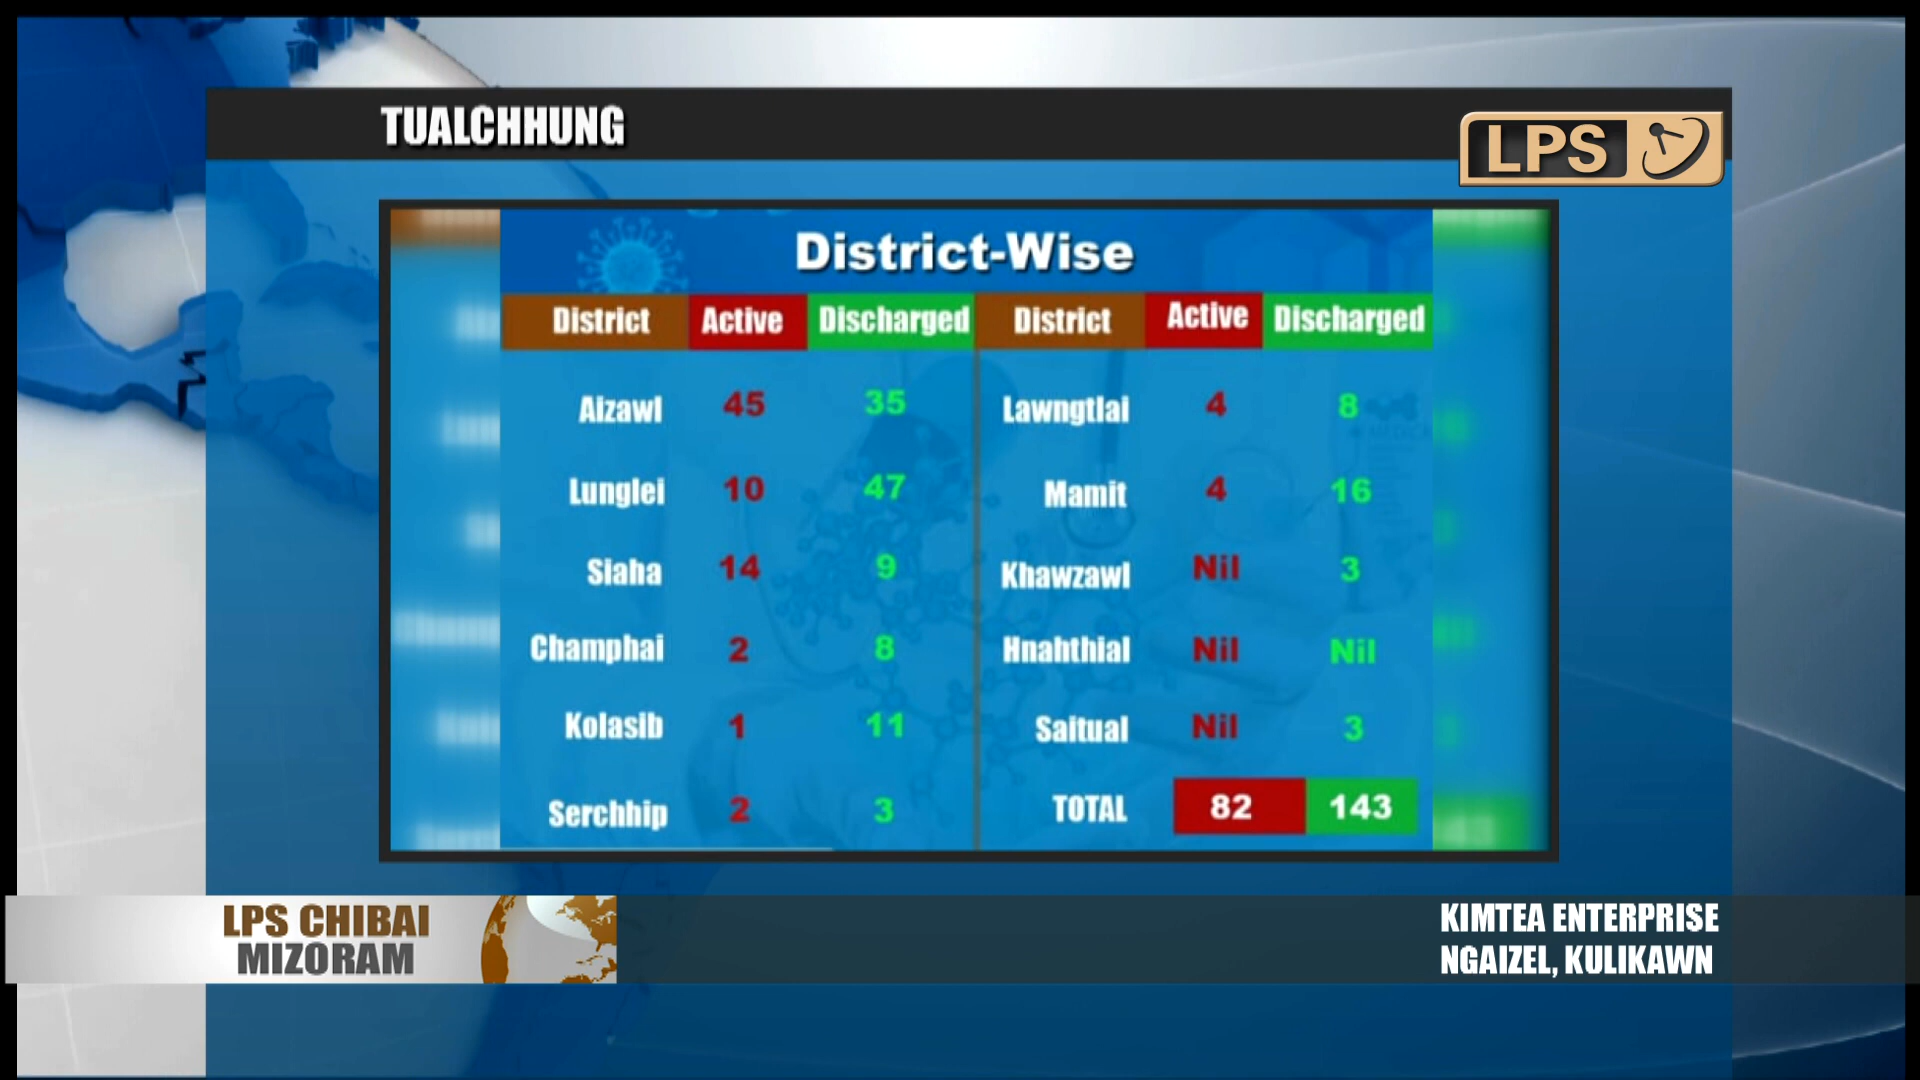 TUALCHHUNG
LPS
District-Wise
District Active Discharged District Active Discharged
Aizawl 45 35 Lawngtlai 4 8
Lunglei 10 47 Mamit 4 16
Siaha 14 9 Khawzawl Nil 3
Champhai 2 8 Hnahthial Nil Nil
Kolasib 1 11 Saitual Nil 3
Serchhip 2 3 TOTAL 82 143
LPS CHIBAI
MIZORAM
KIMTEA ENTERPRISE
NGAIZEL, KULIKAWN